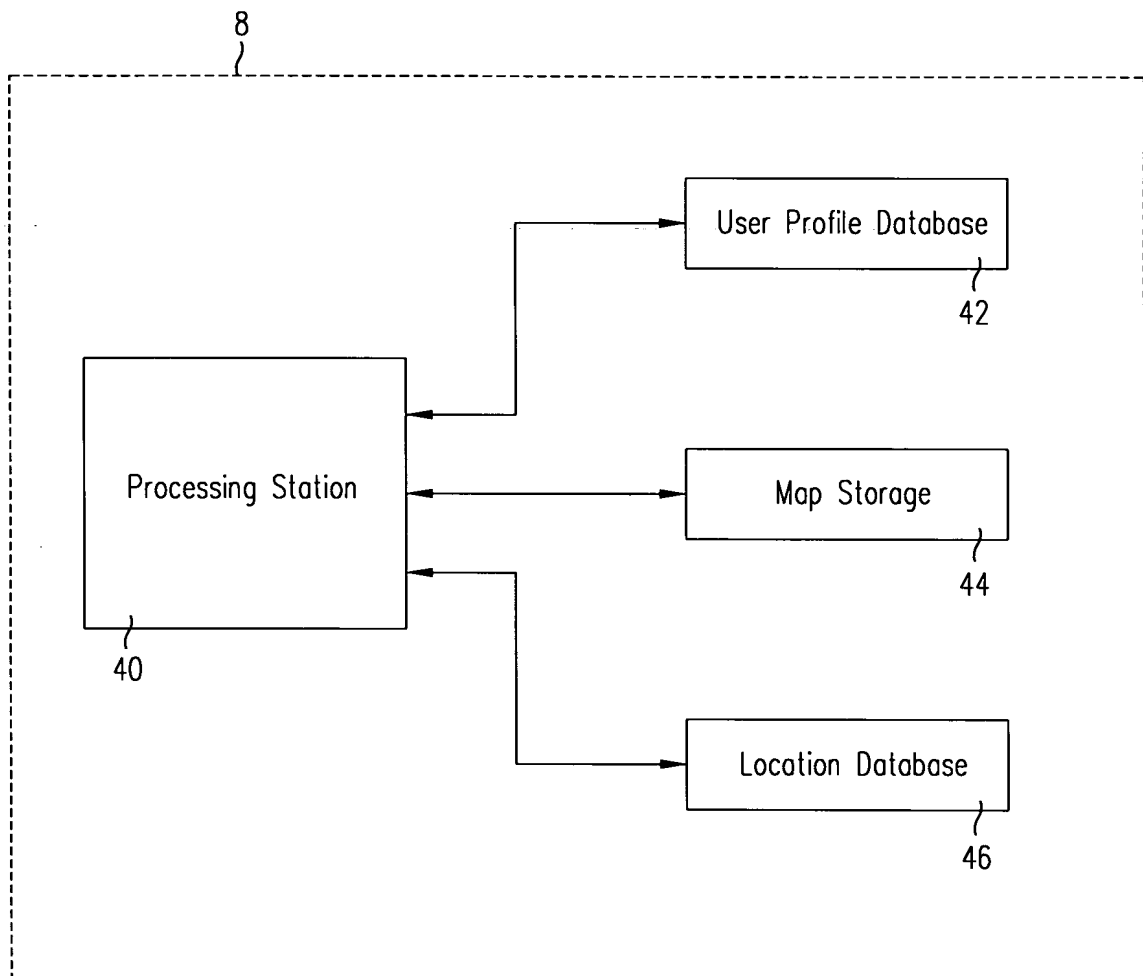 8
User Profile Database
42
Processing Station
40
Map Storage
44
Location Database
46